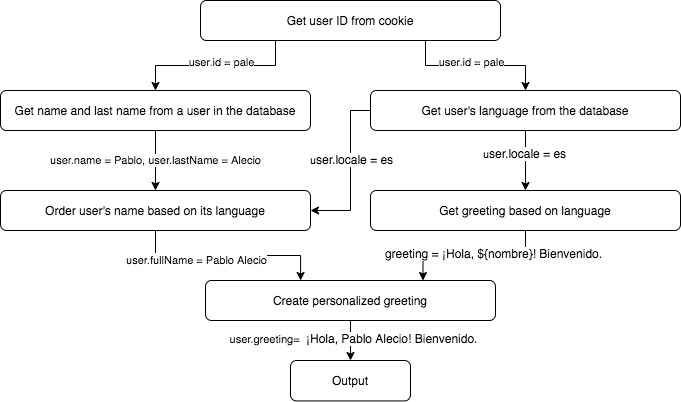 Get user ID from cookie
user.id = pale
user.id = pale
Get name and last name from a user in the database
Get user's language from the database
user.name = Pablo, user.lastName = Alecio
user.locale = es
user.locale = es
Order user's name based on its language
Get greeting based on language
user.fullName = Pablo Alecio
greeting = ¡Hola, ${nombre}! Bienvenido.
Create personalized greeting
user.greeting= ¡Hola, Pablo Alecio! Bienvenido.
Output